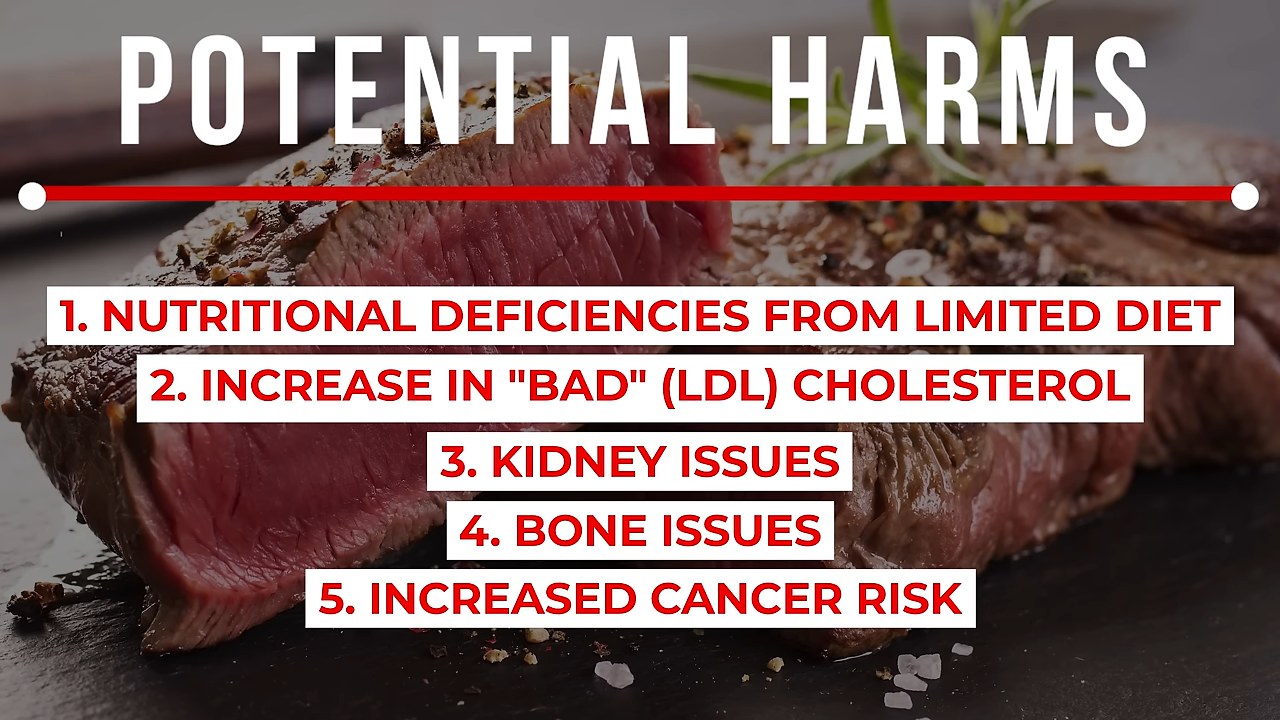 POTENTIAL HARMS
1. NUTRITIONAL DEFICIENCIES FROM LIMITED DIET
2. INCREASE IN "BAD" (LDL) CHOLESTEROL
3. KIDNEY ISSUES
4. BONE ISSUES
5. INCREASED CANCER RISK